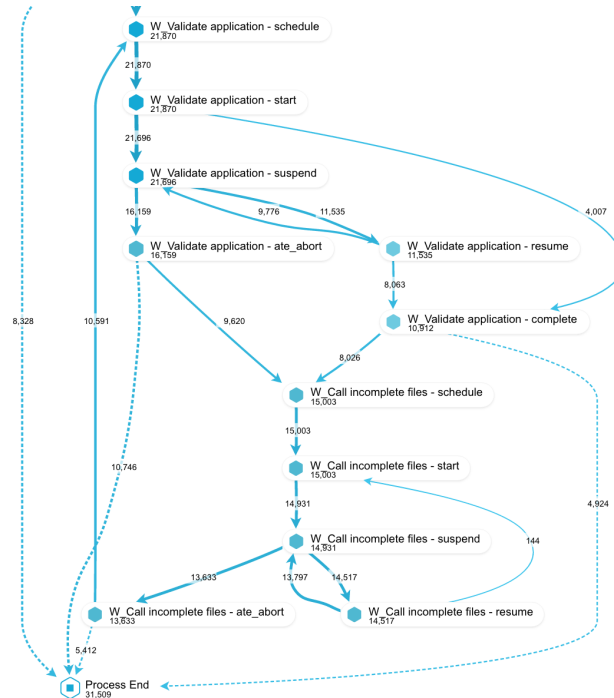 W_Validate application - schedule
21,870
21,870
W_Validate application - start
21,870
21,696
W_Validate application - suspend
21,696
16,159
9,776
11,535
4,007
W_Validate application - ate_abort
16,159
W_Validate application - resume
11,535
8,063
8,328
10,591
9,620
W_Validate application - complete
10,912
8,026
W_Call incomplete files - schedule
15,003
15,003
10,746
W_Call incomplete files - start
15,003
14,931
4,924
W_Call incomplete files - suspend
14,931
144
13,633
13,797
14,517
W_Call incomplete files - ate_abort
13,633
W_Call incomplete files - resume
14,517
5,412
Process End
31,509